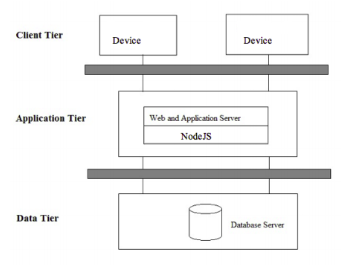 Client Tier
Device
Device
Application Tier
Web and Application Server
NodeJS
Data Tier
Database Server